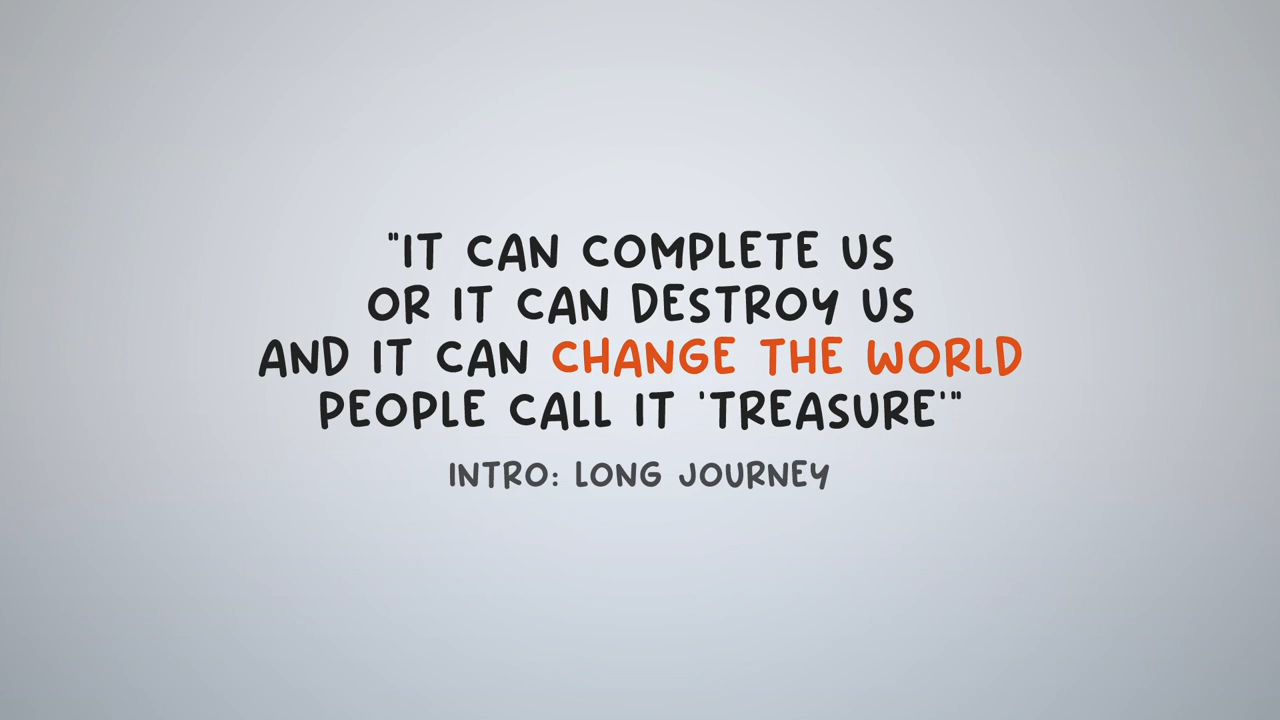 "IT CAN COMPLETE US
OR IT CAN DESTROY US
AND IT CAN CHANGE THE WORLD
PEOPLE CALL IT 'TREASURE'"
INTRO: LONG JOURNEY